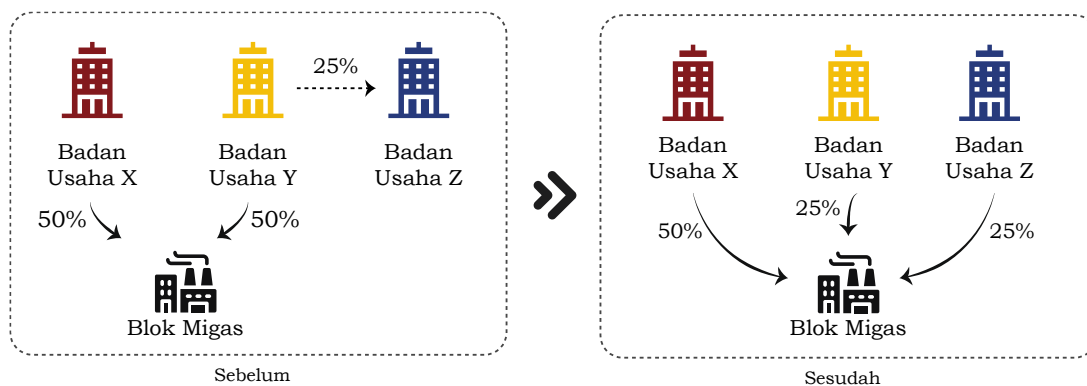 25%
Badan
Usaha X
Badan
Usaha Y
Badan
Usaha Z
50%
50%
Blok Migas
Sebelum
Badan
Usaha X
Badan
Usaha Y
Badan
Usaha Z
50%
25%
25%
Blok Migas
Sesudah